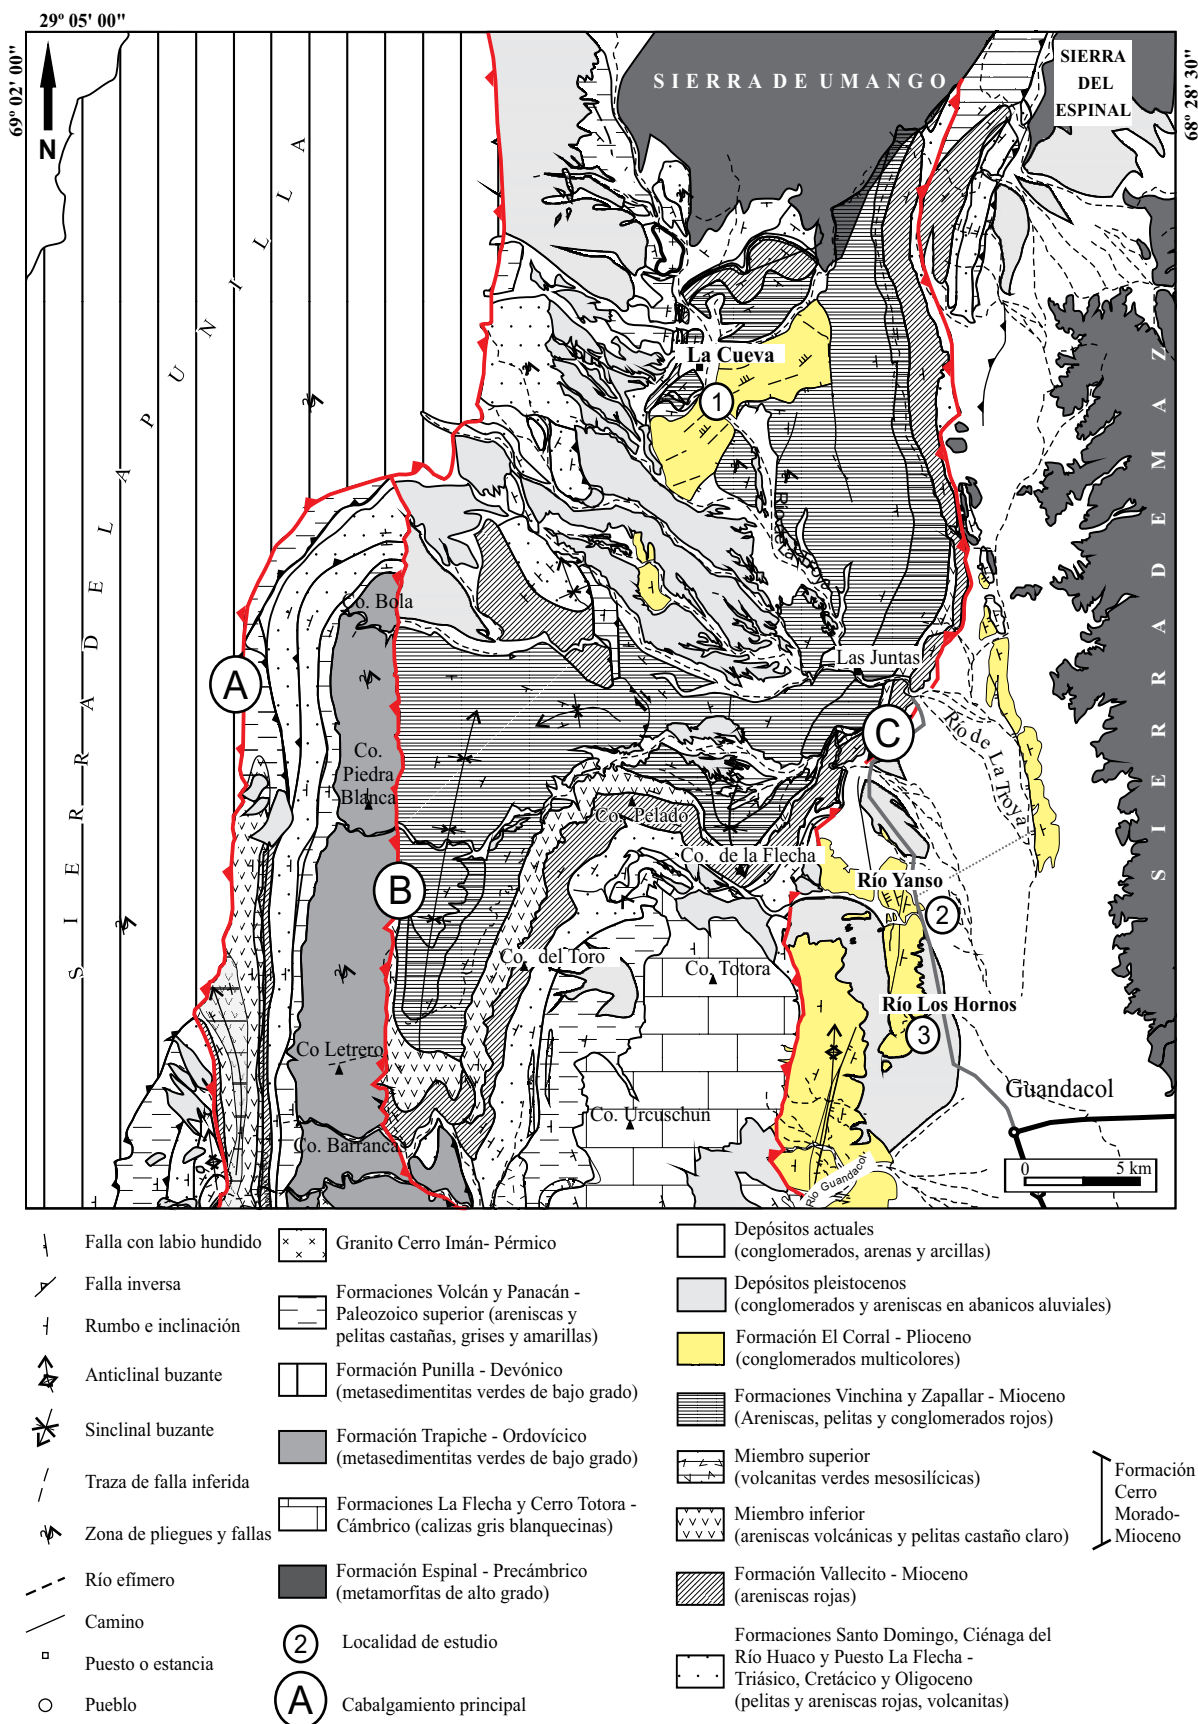 29º 05' 00"
69º 02' 00"
68º 28' 30"
N
SIERRA DE UMANGO
SIERRA
DEL
ESPINAL
SIERRA DE LA PUNILLA
SIERRA DE MAZ
La Cueva
1
Río de La Troya
Co. Bola
A
Las Juntas
C
Río de La Troya
Co.
Piedra
Blanca
Co. Pelado
Co. de la Flecha
B
Río Yanso
2
Co. del Toro
Co. Totora
Río Los Hornos
3
Co Letrero
Guandacol
Co. Urcuschun
Co. Barrancas
Río Guandacol
0 5 km
Falla con labio hundido
Falla inversa
Rumbo e inclinación
Anticlinal buzante
Sinclinal buzante
Traza de falla inferida
Zona de pliegues y fallas
Río efímero
Camino
Puesto o estancia
Pueblo
Granito Cerro Imán- Pérmico
Formaciones Volcán y Panacán -
Paleozoico superior (areniscas y
pelitas castañas, grises y amarillas)
Formación Punilla - Devónico
(metasedimentitas verdes de bajo grado)
Formación Trapiche - Ordovícico
(metasedimentitas verdes de bajo grado)
Formaciones La Flecha y Cerro Totora -
Cámbrico (calizas gris blanquecinas)
Formación Espinal - Precámbrico
(metamorfitas de alto grado)
2 Localidad de estudio
A Cabalgamiento principal
Depósitos actuales
(conglomerados, arenas y arcillas)
Depósitos pleistocenos
(conglomerados y areniscas en abanicos aluviales)
Formación El Corral - Plioceno
(conglomerados multicolores)
Formaciones Vinchina y Zapallar - Mioceno
(Areniscas, pelitas y conglomerados rojos)
Miembro superior
(volcanitas verdes mesosilícicas)
Miembro inferior
(areniscas volcánicas y pelitas castaño claro)
Formación
Cerro
Morado-
Mioceno
Formación Vallecito - Mioceno
(areniscas rojas)
Formaciones Santo Domingo, Ciénaga del
Río Huaco y Puesto La Flecha -
Triásico, Cretácico y Oligoceno
(pelitas y areniscas rojas, volcanitas)